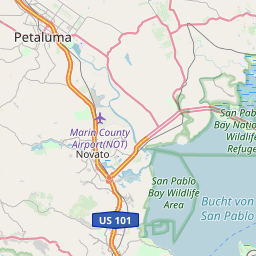 Petaluma
Marin County
Airport(NOT)
Novato
San Pablo
Bay National
Wildlife
Refuge
San Pablo
Bay Wildlife
Area
Bucht von
San Pablo
US 101